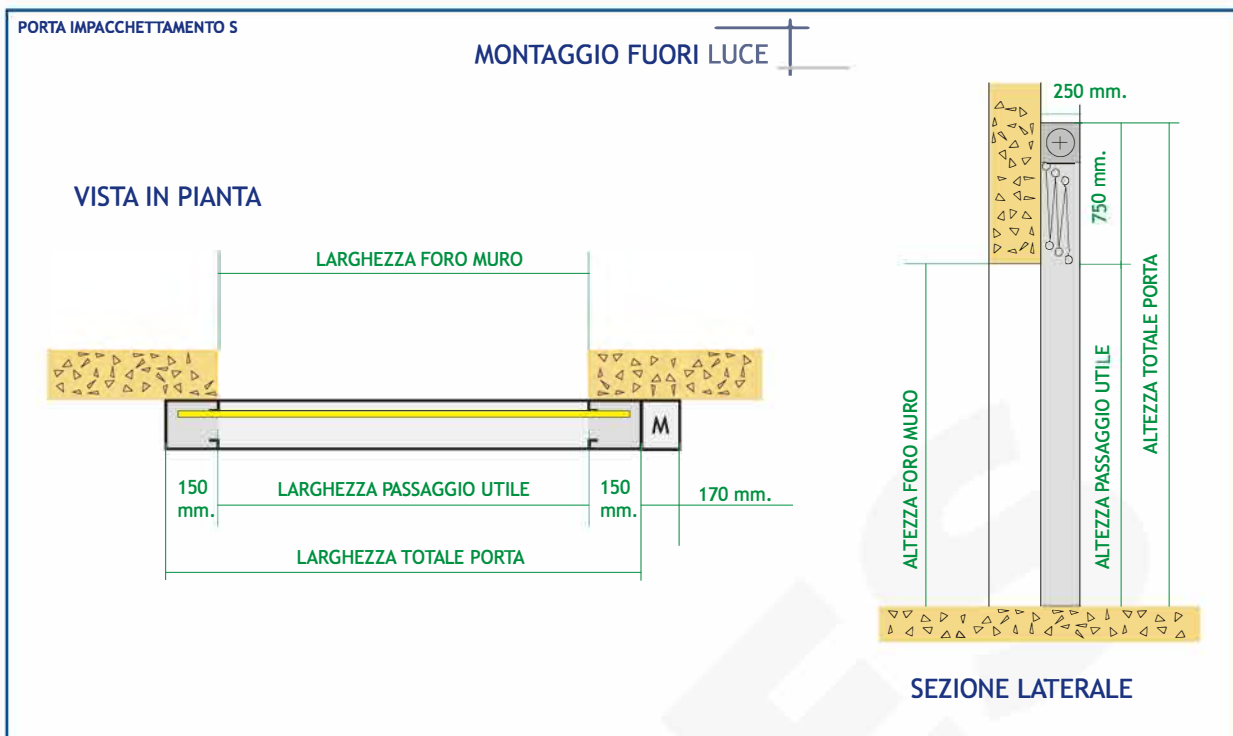 PORTA IMPACCHETTAMENTO S
MONTAGGIO FUORI LUCE
VISTA IN PIANTA
LARGHEZZA FORO MURO
M
150
mm.
LARGHEZZA PASSAGGIO UTILE
150
mm.
170 mm.
LARGHEZZA TOTALE PORTA
250 mm.
750 mm.
ALTEZZA FORO MURO
ALTEZZA PASSAGGIO UTILE
ALTEZZA TOTALE PORTA
SEZIONE LATERALE